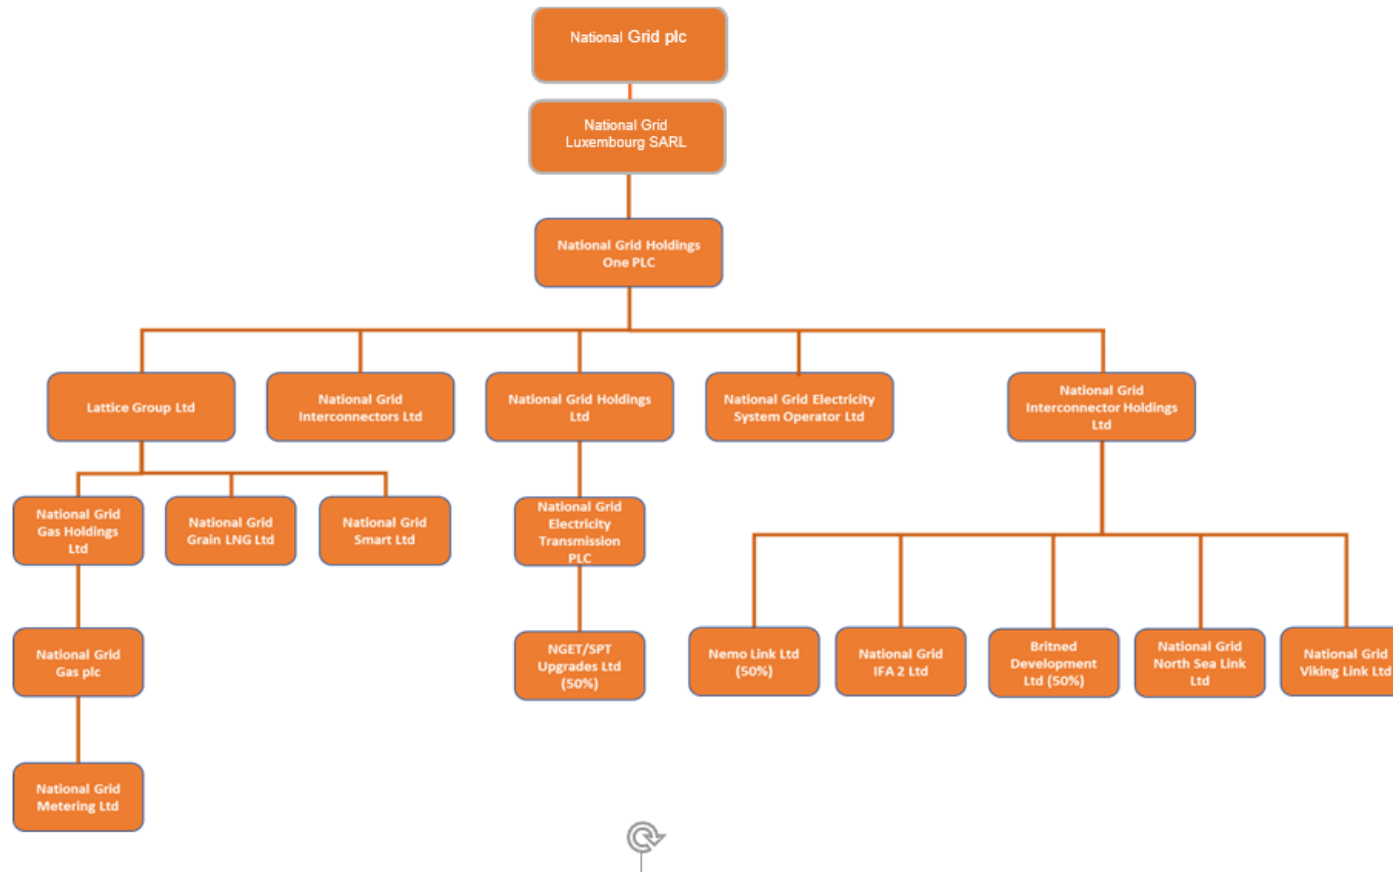 National Grid plc
National Grid
Luxembourg SARL
National Grid Holdings
One PLC
Lattice Group Ltd
National Grid
Interconnectors Ltd
National Grid Holdings
Ltd
National Grid Electricity
System Operator Ltd
National Grid
Interconnector Holdings
Ltd
National Grid
Gas Holdings
Ltd
National Grid
Grain LNG Ltd
National Grid
Smart Ltd
National Grid
Electricity
Transmission
PLC
National Grid
Gas plc
NGET/SPT
Upgrades Ltd
(50%)
Nemo Link Ltd
(50%)
National Grid
IFA 2 Ltd
Britned
Development
Ltd (50%)
National Grid
North Sea Link
Ltd
National Grid
Viking Link Ltd
National Grid
Metering Ltd